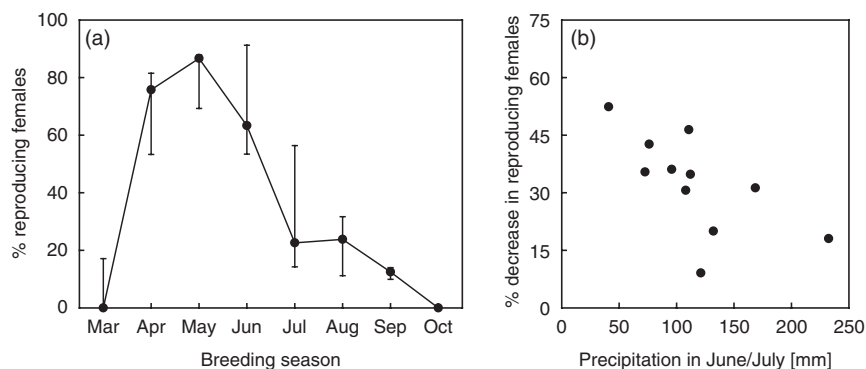 (a)
% reproducing females
100
80
60
40
20
0
Mar Apr May Jun Jul Aug Sep Oct
Breeding season
(b)
% decrease in reproducing females
75
60
45
30
15
0
0 50 100 150 200 250
Precipitation in June/July [mm]